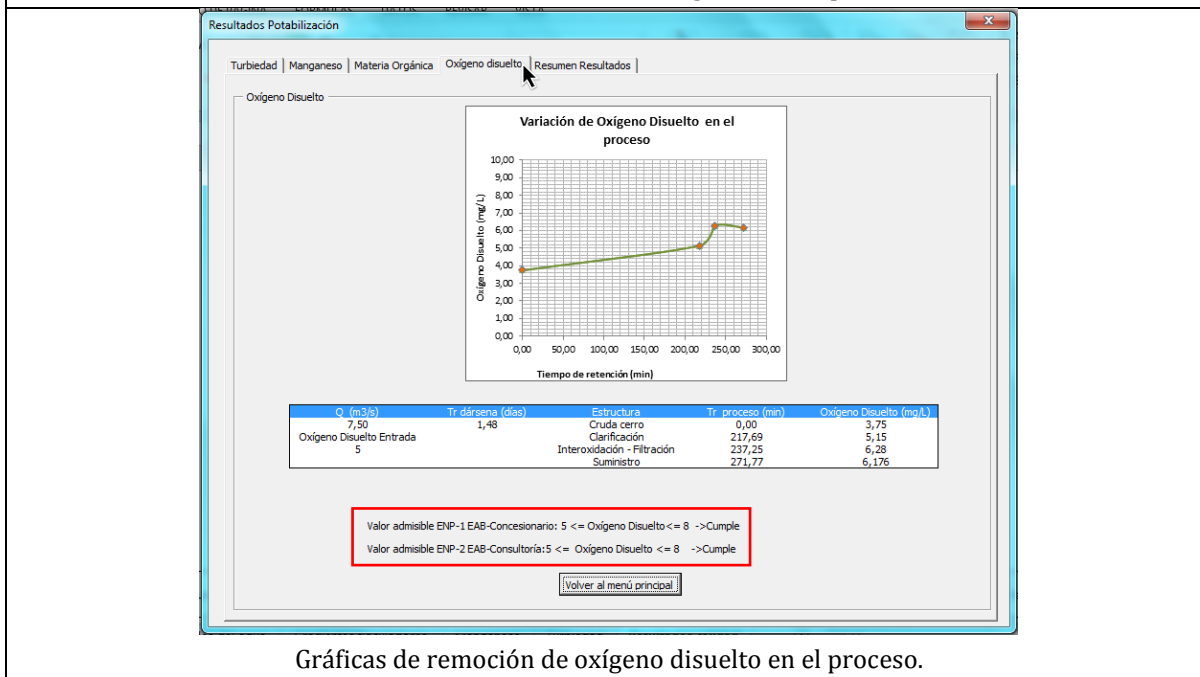 Resultados Potabilización
Turbiedad | Manganeso | Materia Orgánica | Oxígeno disuelto | Resumen Resultados |
Oxígeno Disuelto
Variación de Oxígeno Disuelto en el
proceso
Oxígeno Disuelto (mg/L)
10,00
9,00
8,00
7,00
6,00
5,00
4,00
3,00
2,00
1,00
0,00
0,00 50,00 100,00 150,00 200,00 250,00 300,00
Tiempo de retención (min)
Q (m3/s) Tr dársena (días) Estructura Tr proceso (min) Oxígeno Disuelto (mg/L)
7,50 1,48 Cruda cerro 0,00 3,75
Oxígeno Disuelto Entrada Clarificación 217,69 5,15
5 Interoxidación - Filtración 237,25 6,28
Suministro 271,77 6,176
Valor admisible ENP-1 EAB-Concesionario: 5 <= Oxígeno Disuelto<= 8 ->Cumple
Valor admisible ENP-2 EAB-Consultoría:5 <= Oxígeno Disuelto <= 8 ->Cumple
Volver al menú principal
Gráficas de remoción de oxígeno disuelto en el proceso.